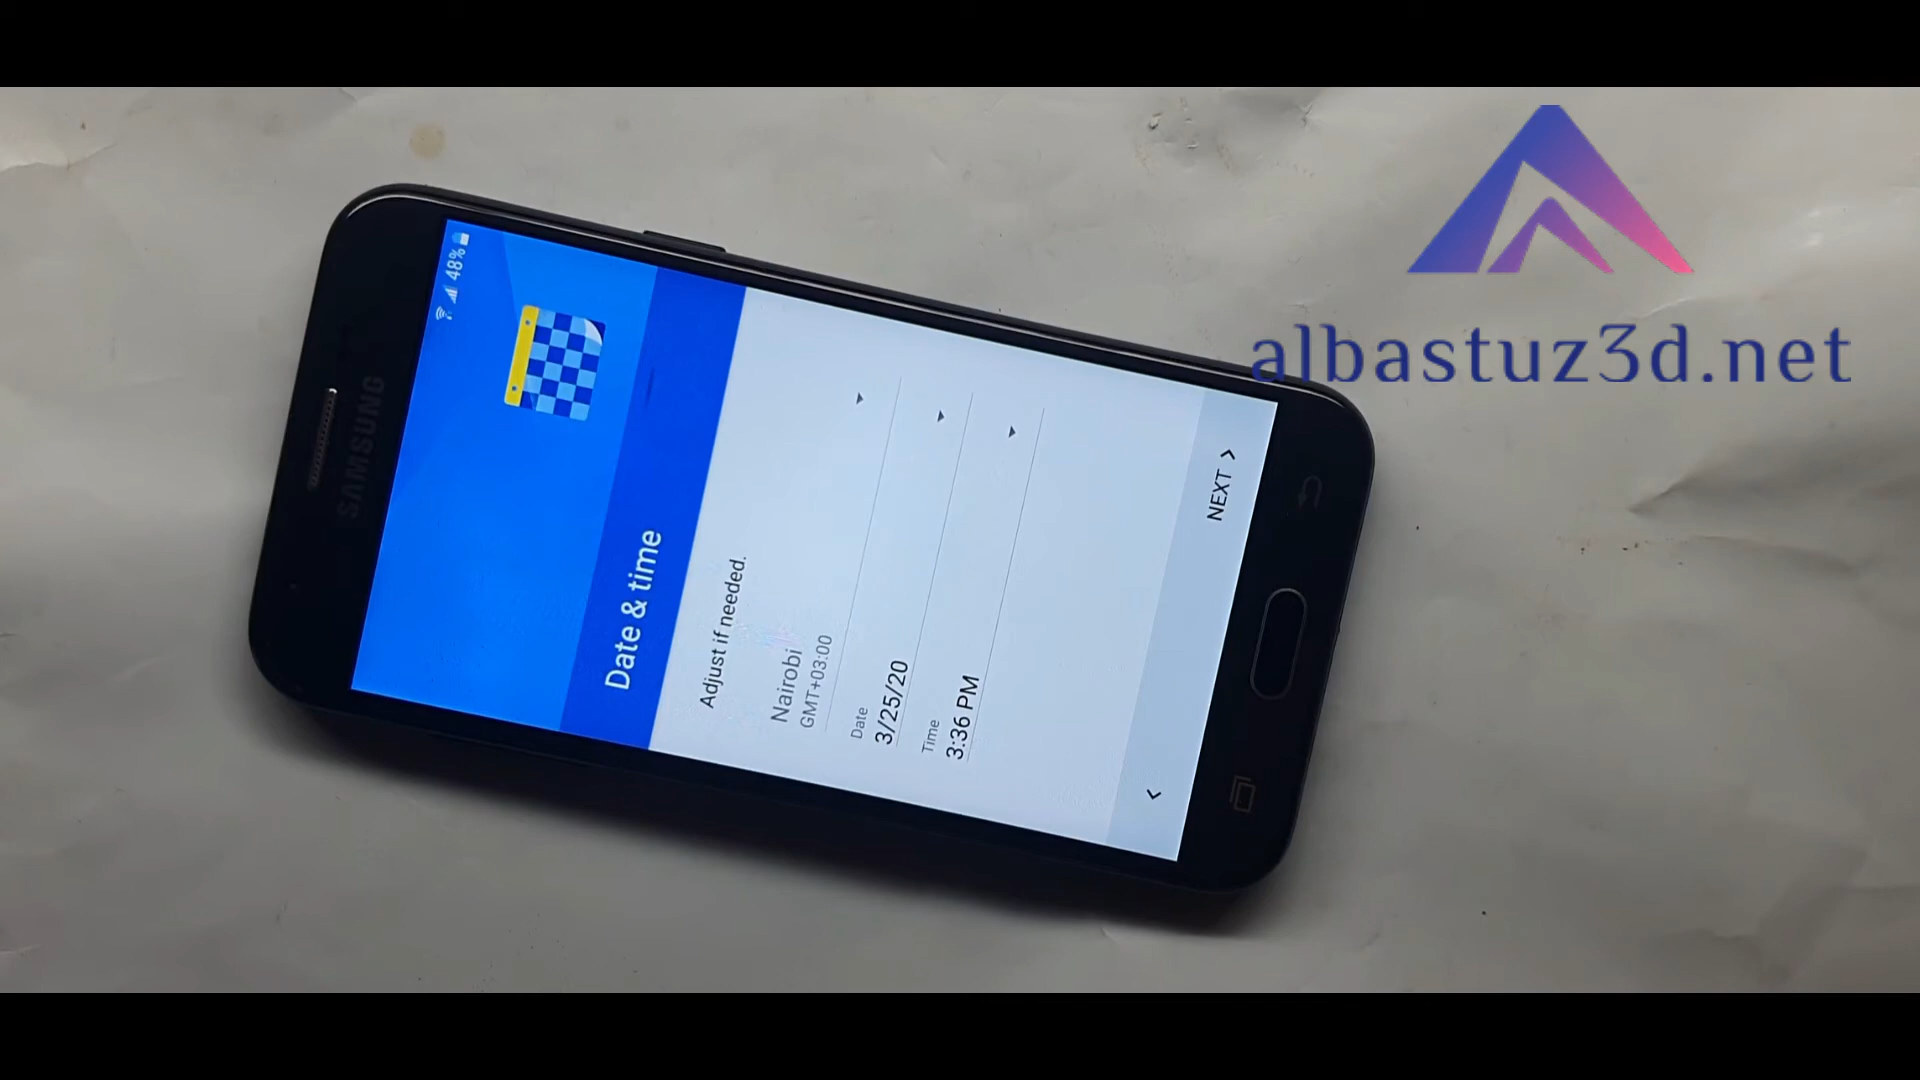 albastuz3d.net
SAMSUNG
48%
Date & time
Adjust if needed.
Nairobi
GMT+03:00
Date
3/25/20
Time
3:36 PM
NEXT